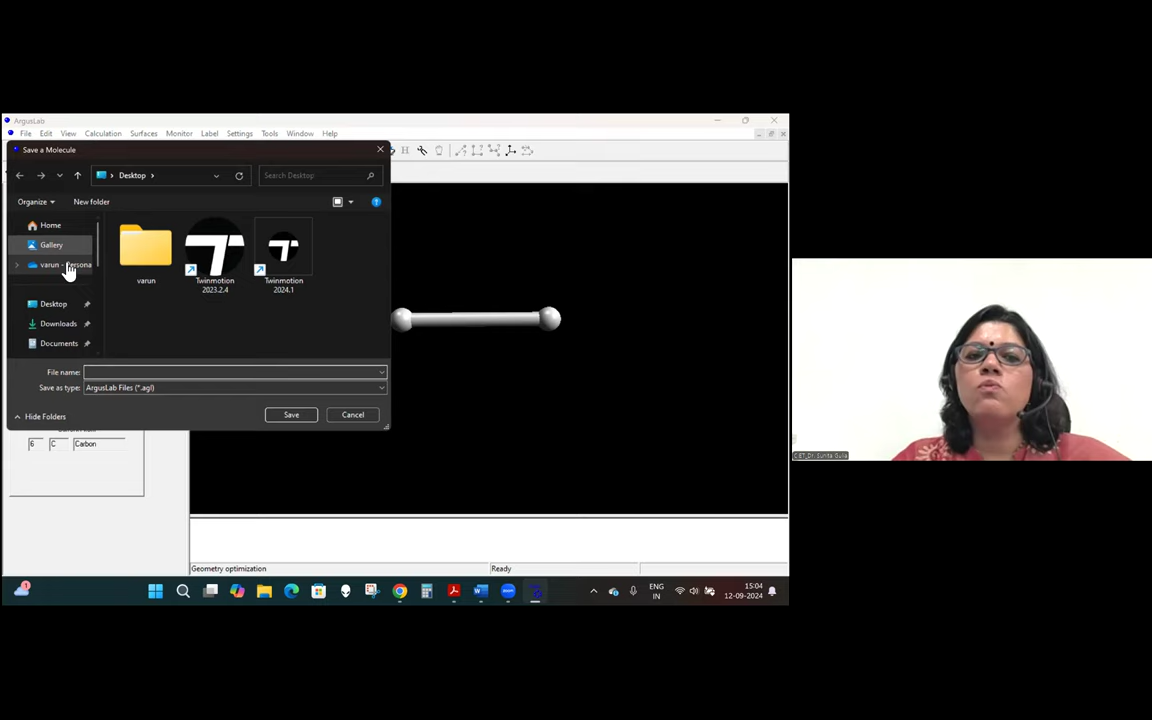 ArgusLab
File Edit View Calculation Surfaces Monitor Label Settings Tools Window Help
Save a Molecule
Desktop
Search Desktop
Organize
New folder
Home
Gallery
varun - Persona
Desktop
Downloads
Documents
varun
Twinmotion
2023.2.4
Twinmotion
2024.1
File name:
Save as type: ArgusLab Files (*.agl)
Hide Folders
Save
Cancel
6 C Carbon
Geometry optimization
Ready
ENG
IN
15:04
12-09-2024